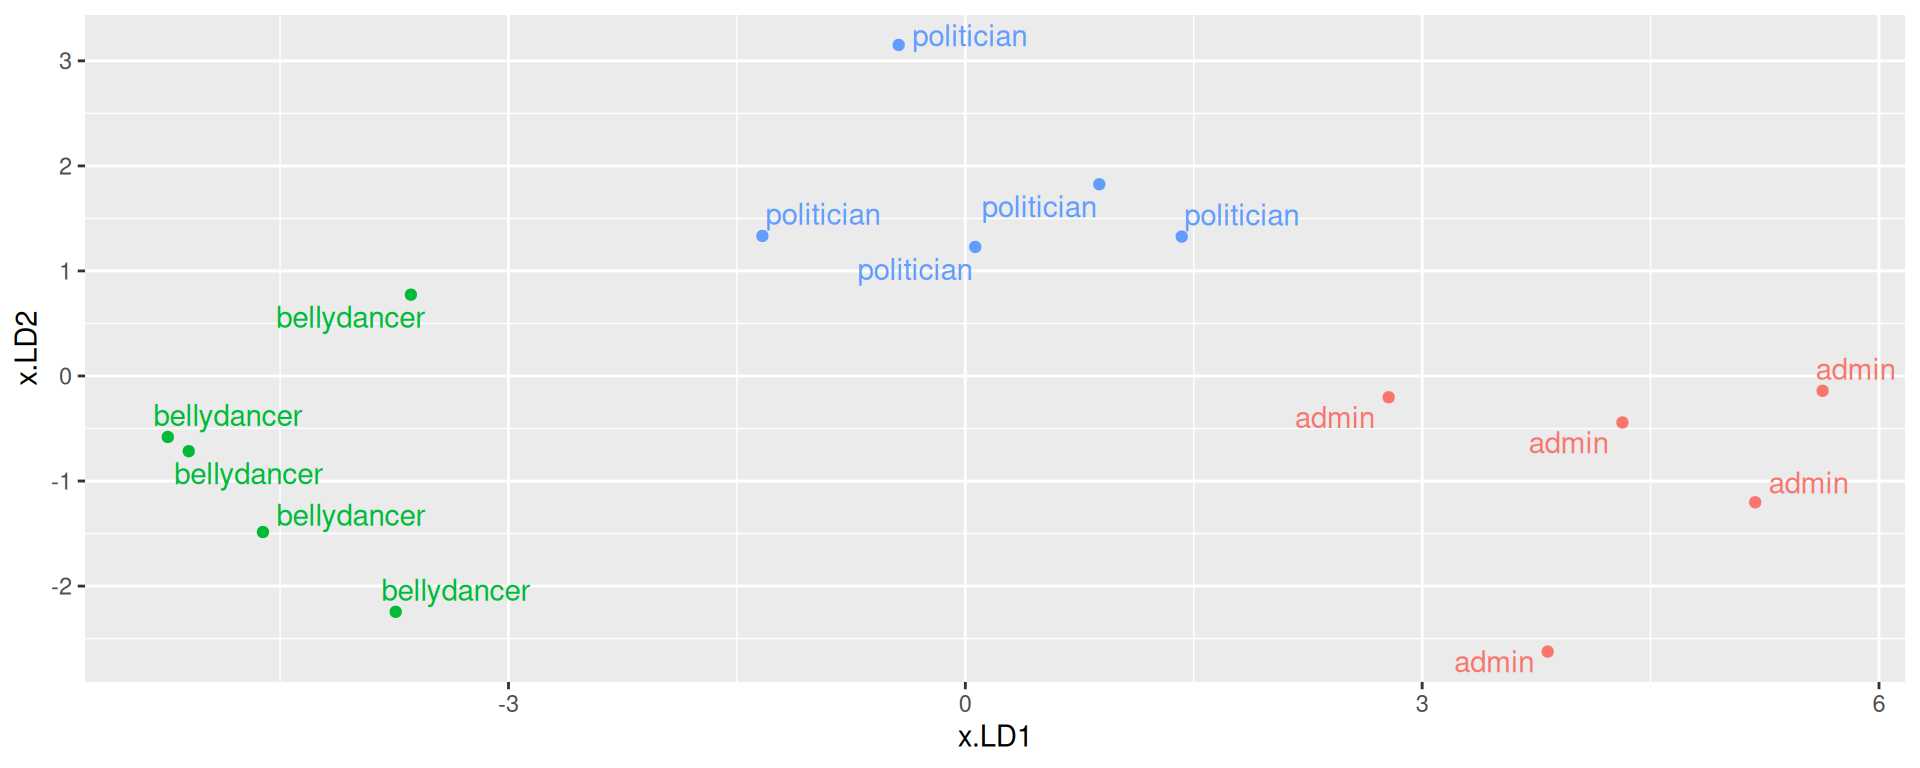 politician
3
2
politician
politician
politician
politician
1
bellydancer
x.LD2
0
admin
bellydancer
admin
admin
bellydancer
-1
admin
bellydancer
-2
bellydancer
admin
-3
0
3
6
x.LD1